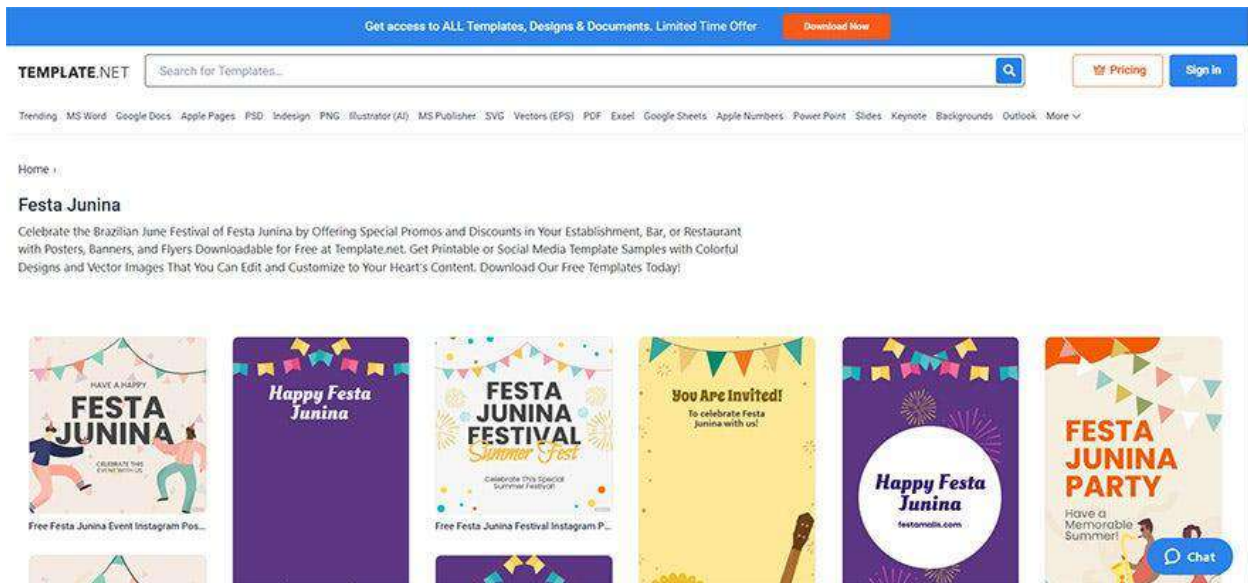 Get access to ALL Templates, Designs & Documents. Limited Time Offer Download Now
TEMPLATE.NET Search for Templates... Pricing Sign in
Trending MS Word Google Docs Apple Pages PSD Indesign PNG Illustrator (AI) MS Publisher SVG Vectors (EPS) PDF Excel Google Sheets Apple Numbers Power Point Slides Keynote Backgrounds Outlook More
Home ›
Festa Junina
Celebrate the Brazilian June Festival of Festa Junina by Offering Special Promos and Discounts in Your Establishment, Bar, or Restaurant
with Posters, Banners, and Flyers Downloadable for Free at Template.net. Get Printable or Social Media Template Samples with Colorful
Designs and Vector Images That You Can Edit and Customize to Your Heart's Content. Download Our Free Templates Today!
HAVE A HAPPY
FESTA
JUNINA
CELEBRATE THIS
EVENT WITH US
Free Festa Junina Event Instagram Pos...
Happy Festa
Junina
FESTA
JUNINA
FESTIVAL
Summer Fest
Celebrate This Special
Summer Festival!
Free Festa Junina Festival Instagram P...
You Are Invited!
To celebrate Festa
Junina with us!
Happy Festa
Junina
festamalls.com
FESTA
JUNINA
PARTY
Have a
Memorable
Summer!
Chat